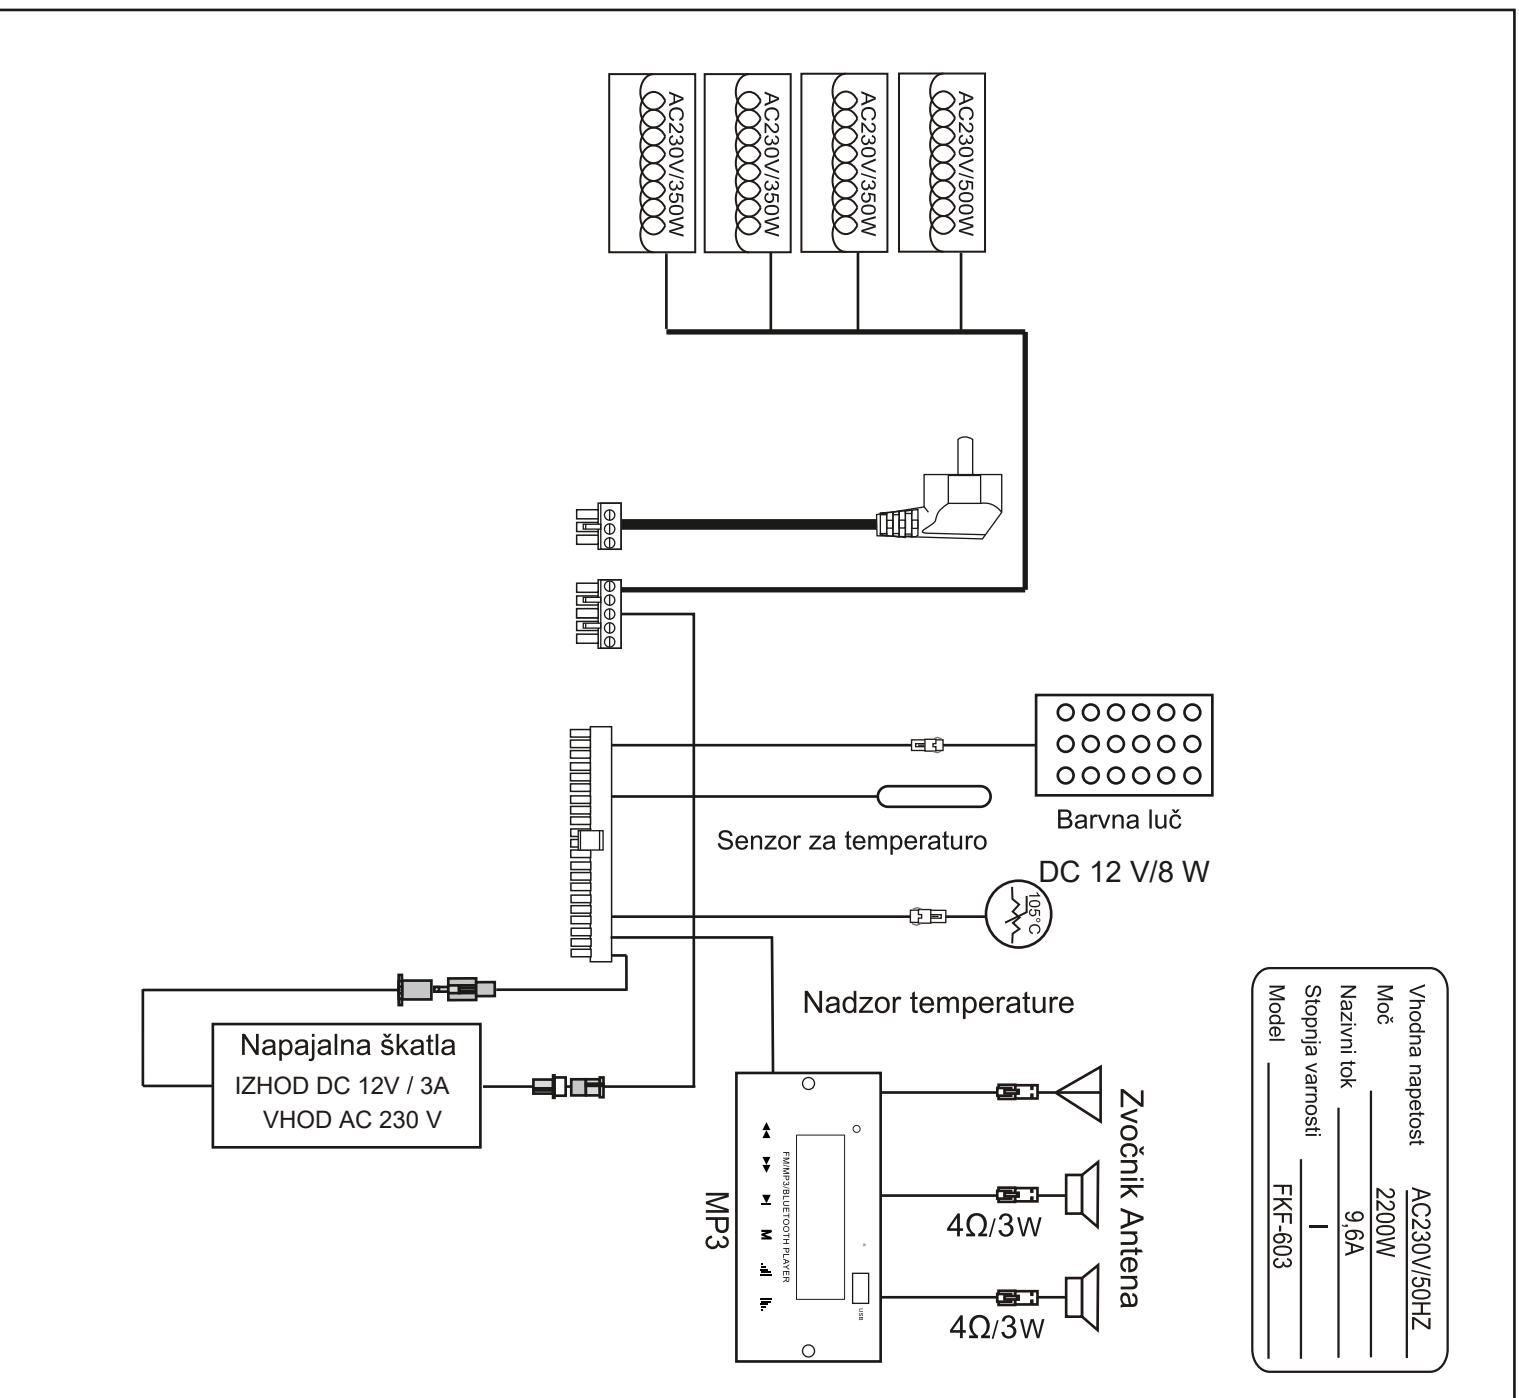 AC230V/350W
AC230V/350W
AC230V/350W
AC230V/500W
Barvna luč
Senzor za temperaturo
DC 12 V/8 W
105°C
Nadzor temperature
Napajalna škatla
IZHOD DC 12V / 3A
VHOD AC 230 V
MP3
FM/MP3/BLUETOOTH PLAYER
M
USB
Zvočnik Antena
4Ω/3W
4Ω/3W
Vhodna napetost AC230V/50HZ
Moč 2200W
Nazivni tok 9,6A
Stopnja varnosti I
Model FKF-603